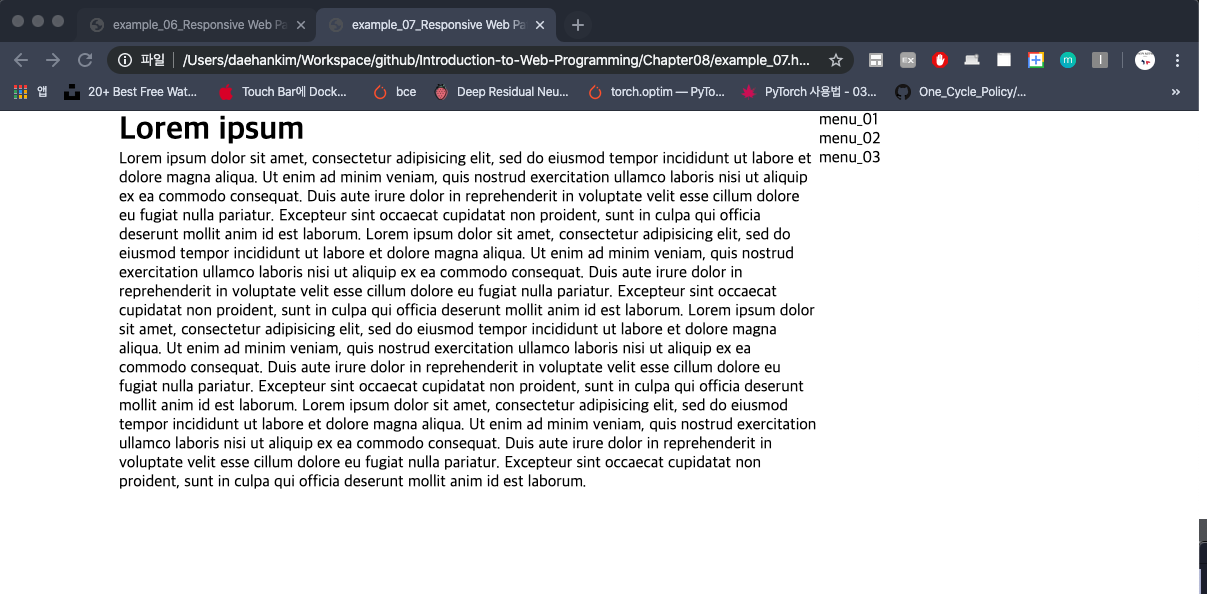 example_06_Responsive Web Pa
example_07_Responsive Web Pa
파일
/Users/daehankim/Workspace/github/Introduction-to-Web-Programming/Chapter08/example_07.h...
EX
m
I
앱
20+ Best Free Wat...
Touch Bar에 Dock...
bce
Deep Residual Neu...
torch.optim — PyTo...
PyTorch 사용법 - 03...
One_Cycle_Policy/...
»
Lorem ipsum
Lorem ipsum dolor sit amet, consectetur adipisicing elit, sed do eiusmod tempor incididunt ut labore et
dolore magna aliqua. Ut enim ad minim veniam, quis nostrud exercitation ullamco laboris nisi ut aliquip
ex ea commodo consequat. Duis aute irure dolor in reprehenderit in voluptate velit esse cillum dolore
eu fugiat nulla pariatur. Excepteur sint occaecat cupidatat non proident, sunt in culpa qui officia
deserunt mollit anim id est laborum. Lorem ipsum dolor sit amet, consectetur adipisicing elit, sed do
eiusmod tempor incididunt ut labore et dolore magna aliqua. Ut enim ad minim veniam, quis nostrud
exercitation ullamco laboris nisi ut aliquip ex ea commodo consequat. Duis aute irure dolor in
reprehenderit in voluptate velit esse cillum dolore eu fugiat nulla pariatur. Excepteur sint occaecat
cupidatat non proident, sunt in culpa qui officia deserunt mollit anim id est laborum. Lorem ipsum dolor
sit amet, consectetur adipisicing elit, sed do eiusmod tempor incididunt ut labore et dolore magna
aliqua. Ut enim ad minim veniam, quis nostrud exercitation ullamco laboris nisi ut aliquip ex ea
commodo consequat. Duis aute irure dolor in reprehenderit in voluptate velit esse cillum dolore eu
fugiat nulla pariatur. Excepteur sint occaecat cupidatat non proident, sunt in culpa qui officia deserunt
mollit anim id est laborum. Lorem ipsum dolor sit amet, consectetur adipisicing elit, sed do eiusmod
tempor incididunt ut labore et dolore magna aliqua. Ut enim ad minim veniam, quis nostrud exercitation
ullamco laboris nisi ut aliquip ex ea commodo consequat. Duis aute irure dolor in reprehenderit in
voluptate velit esse cillum dolore eu fugiat nulla pariatur. Excepteur sint occaecat cupidatat non
proident, sunt in culpa qui officia deserunt mollit anim id est laborum.
menu_01
menu_02
menu_03